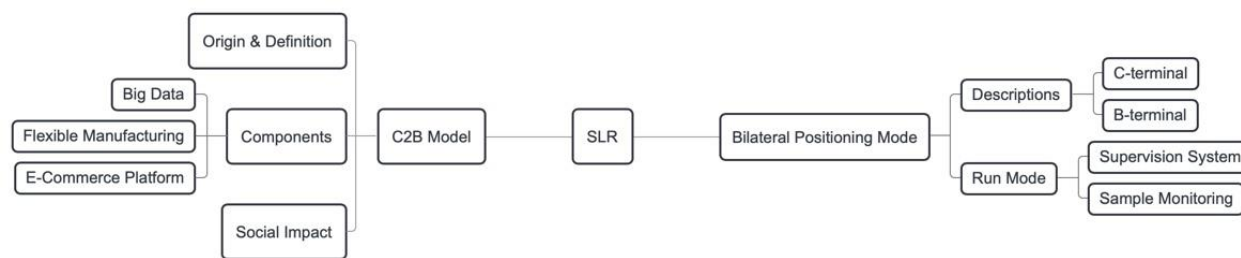 Origin & Definition
Big Data
Flexible Manufacturing
E-Commerce Platform
Components
Social Impact
C2B Model
SLR
Bilateral Positioning Mode
Descriptions
C-terminal
B-terminal
Run Mode
Supervision System
Sample Monitoring